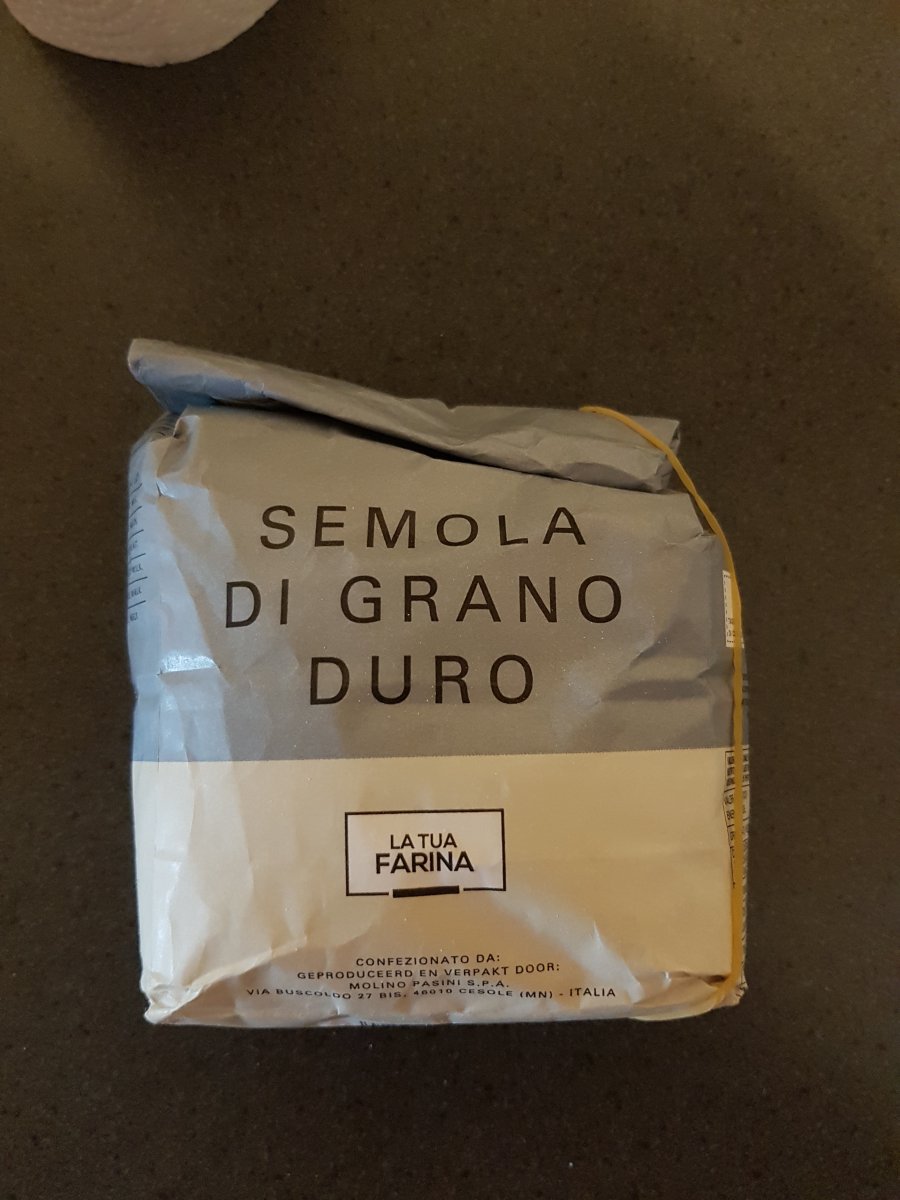 SEMOLA
DI GRANO
DURO
LA TUA
FARINA
CONFEZIONATO DA:
GEPRODUCEERD EN VERPAKT DOOR:
MOLINO PASINI S.P.A.
VIA BUSCOLDO 27 BIS, 46010 CESOLE (MN) - ITALIA